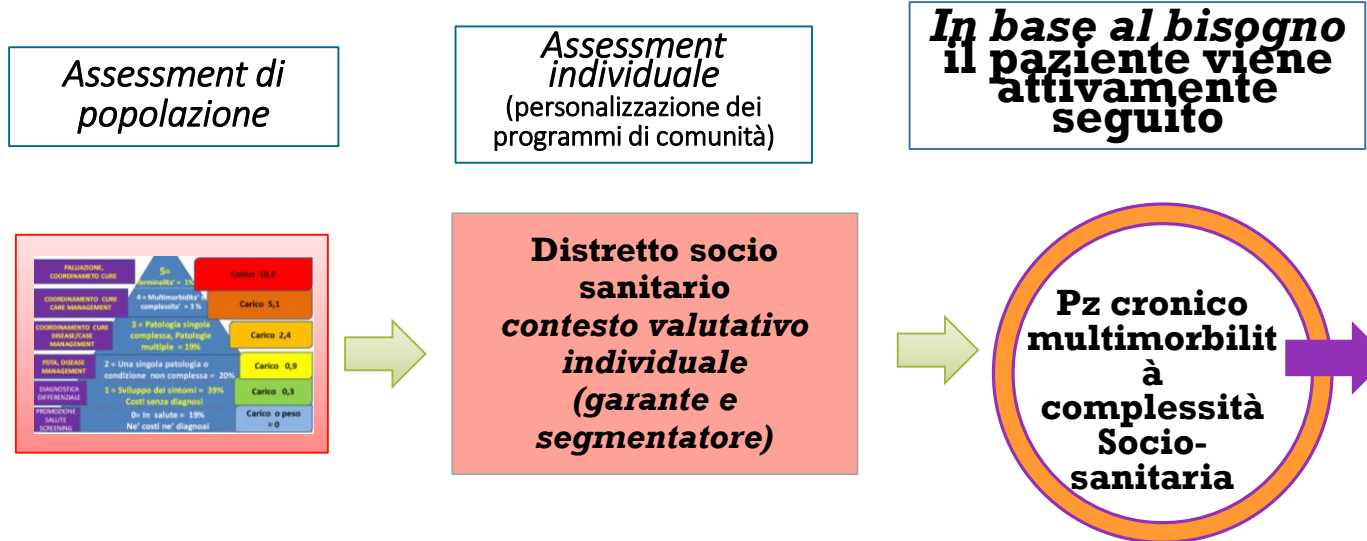 Assessment di
popolazione
Assessment
individuale
(personalizzazione dei
programmi di comunità)
In base al bisogno
il paziente viene
attivamente
seguito
PALLIAZIONE,
COORDINAMETO CURE
5=
Terminalita' = 1%
Carico 10,2
COORDINAMENTO CURE
CARE MANAGEMENT
4 = Multimorbidita' e
complessita' = 3 %
Carico 5,1
COORDINAMENTO CURE
DISEASE/CASE
MANAGEMENT
3 = Patologia singola
complessa, Patologie
multiple = 19%
Carico 2,4
PDTA, DISEASE
MANAGEMENT
2 = Una singola patologia o
condizione non complessa = 20%
Carico 0,9
DIAGNOSTICA
DIFFERENZIALE
1 = Sviluppo dei sintomi = 39%
Costi senza diagnosi
Carico 0,3
PROMOZIONE
SALUTE
SCREENING
0= In salute = 19%
Ne' costi ne' diagnoai
Carico o peso
= 0
Distretto socio
sanitario
contesto valutativo
individuale
(garante e
segmentatore)
Pz cronico
multimorbilit
à
complessità
Socio-
sanitaria